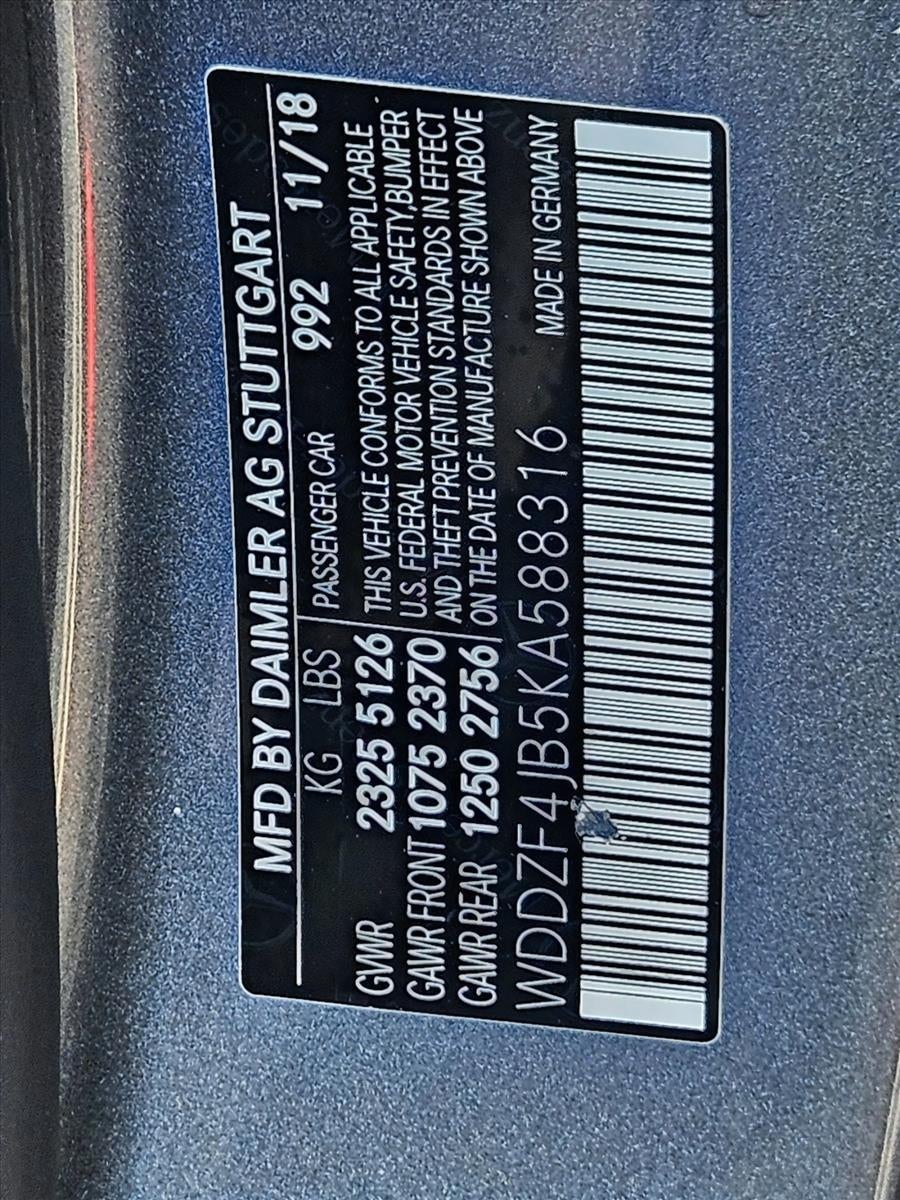 MFD BY DAIMLER AG STUTTGART
KG LBS PASSENGER CAR 992 11/18
GVWR 2325 5126
GAWR FRONT 1075 2370
GAWR REAR 1250 2756
THIS VEHICLE CONFORMS TO ALL APPLICABLE
U.S. FEDERAL MOTOR VEHICLE SAFETY,BUMPER
AND THEFT PREVENTION STANDARDS IN EFFECT
ON THE DATE OF MANUFACTURE SHOWN ABOVE
WDDZF4JB5KA588316 MADE IN GERMANY